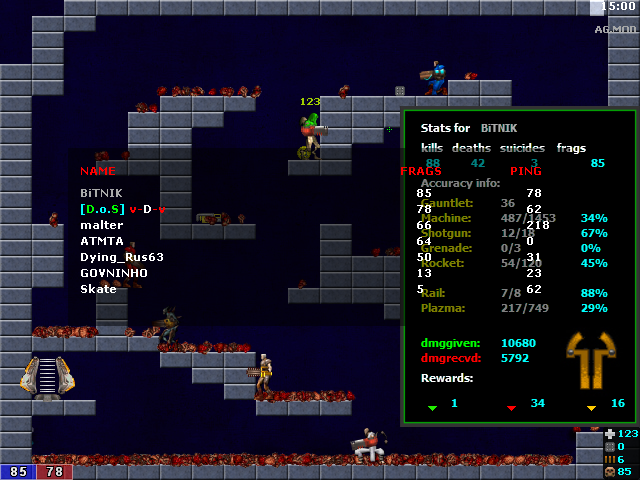 15:00
AG.MOD
123
Stats for BiTNIK
kills deaths suicides frags
88 42 3 85
NAME FRAGS PING
BiTNIK 85 78
[D.o.S] v-D-v 78 62
malter 66 218
ATMTA 64 0
Dying_Rus63 50 31
GOVNINHO 13 23
Skate 5 62
Accuracy info:
Gauntlet: 36
Machine: 487/1453 34%
Shotgun: 12/18 67%
Grenade: 0/3 0%
Rocket: 54/120 45%
Rail: 7/8 88%
Plazma: 217/749 29%
dmggiven: 10680
dmgrecvd: 5792
Rewards:
1 34 16
85 78
123
0
6
85